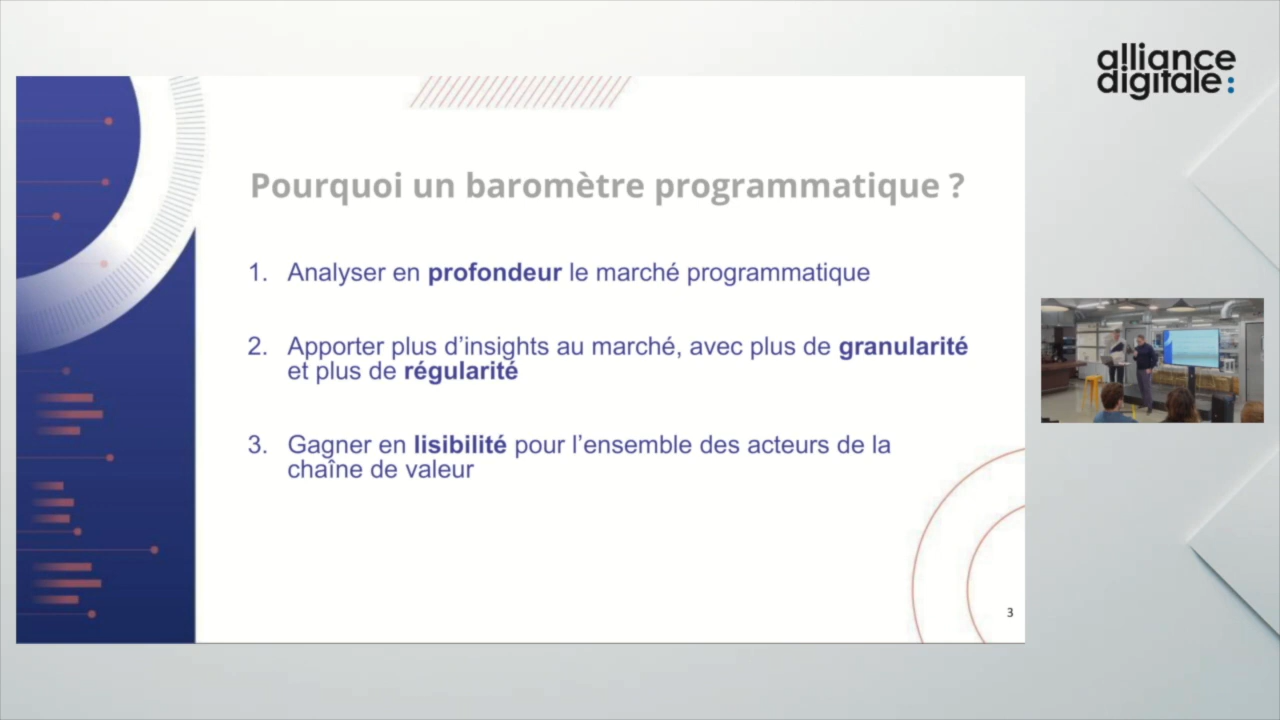 alliance
digitale:
Pourquoi un baromètre programmatique ?
1. Analyser en profondeur le marché programmatique
2. Apporter plus d’insights au marché, avec plus de granularité
et plus de régularité
3. Gagner en lisibilité pour l’ensemble des acteurs de la
chaîne de valeur
3